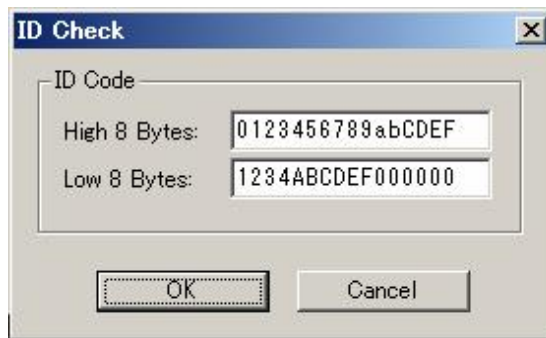 ID Check
ID Code
High 8 Bytes: 0123456789abCDEF
Low 8 Bytes: 1234ABCDEF000000
OK Cancel